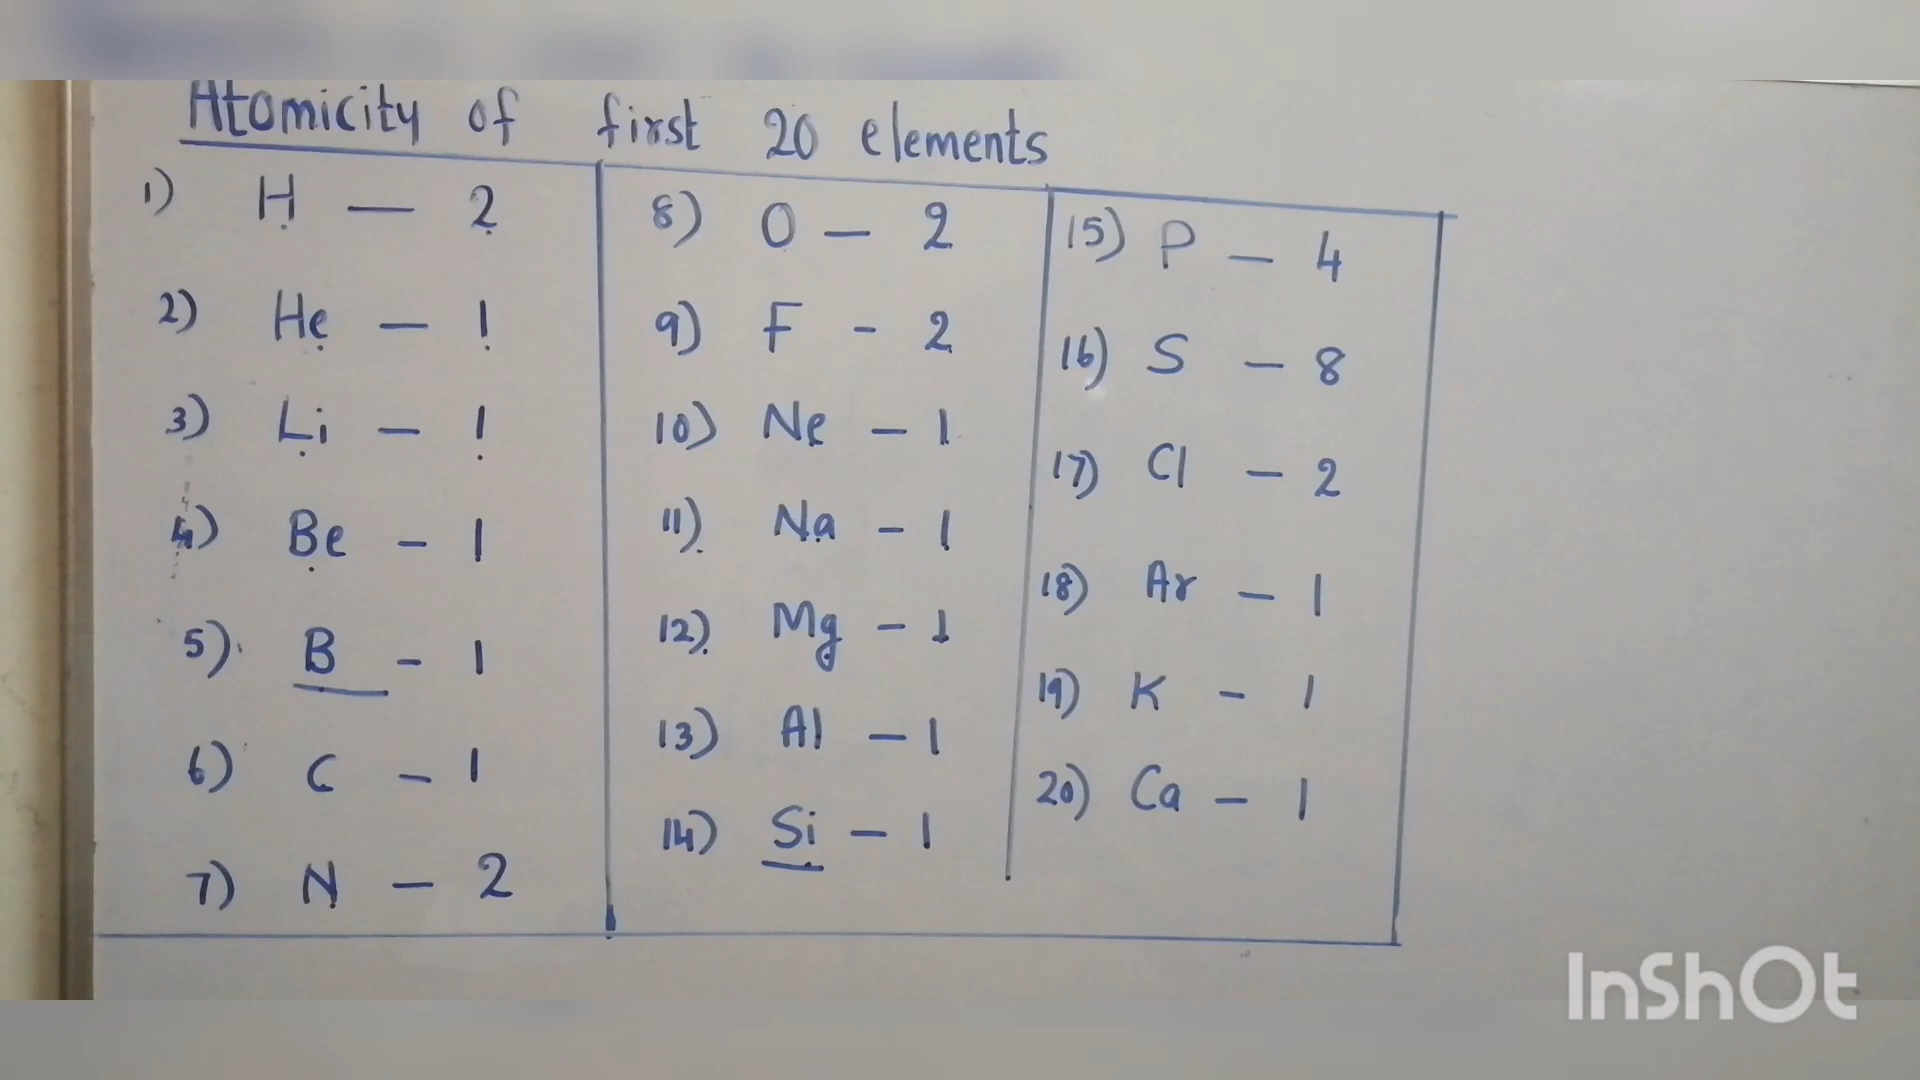 Atomicity of first 20 elements
1) H — 2
2) He — 1
3) Li — 1
4) Be - 1
5) B - 1
6) C - 1
7) N - 2
8) O - 2
9) F - 2
10) Ne - 1
11) Na - 1
12) Mg - 1
13) Al - 1
14) Si - 1
15) P - 4
16) S - 8
17) Cl - 2
18) Ar - 1
19) K - 1
20) Ca - 1
InShOt